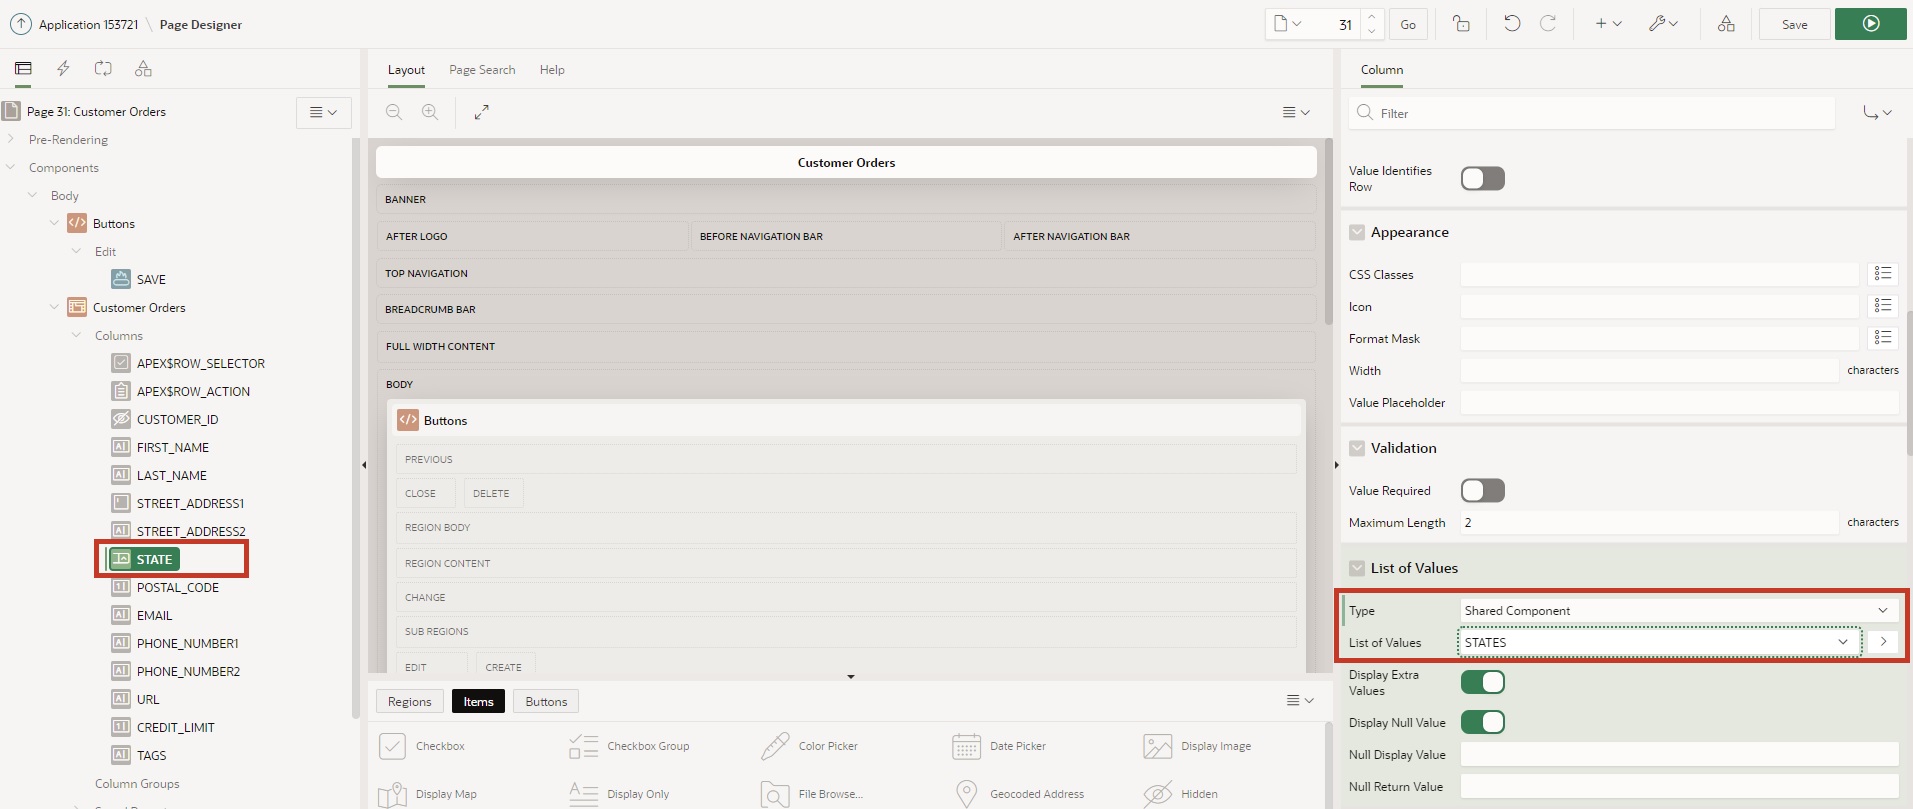 Application 153721 \ Page Designer
31
Go
Save
Layout
Page Search
Help
Column
Page 31: Customer Orders
Filter
Pre-Rendering
Components
Body
Buttons
Edit
SAVE
Customer Orders
Columns
APEX$ROW_SELECTOR
APEX$ROW_ACTION
CUSTOMER_ID
FIRST_NAME
LAST_NAME
STREET_ADDRESS1
STREET_ADDRESS2
STATE
POSTAL_CODE
EMAIL
PHONE_NUMBER1
PHONE_NUMBER2
URL
CREDIT_LIMIT
TAGS
Column Groups
Customer Orders
BANNER
AFTER LOGO
BEFORE NAVIGATION BAR
AFTER NAVIGATION BAR
TOP NAVIGATION
BREADCRUMB BAR
FULL WIDTH CONTENT
BODY
Buttons
PREVIOUS
CLOSE
DELETE
REGION BODY
REGION CONTENT
CHANGE
SUB REGIONS
EDIT
CREATE
Regions
Items
Buttons
Checkbox
Checkbox Group
Color Picker
Date Picker
Display Image
Display Map
Display Only
File Browse...
Geocoded Address
Hidden
Value Identifies
Row
Appearance
CSS Classes
Icon
Format Mask
Width
characters
Value Placeholder
Validation
Value Required
Maximum Length
2
characters
List of Values
Type
Shared Component
List of Values
STATES
Display Extra
Values
Display Null Value
Null Display Value
Null Return Value